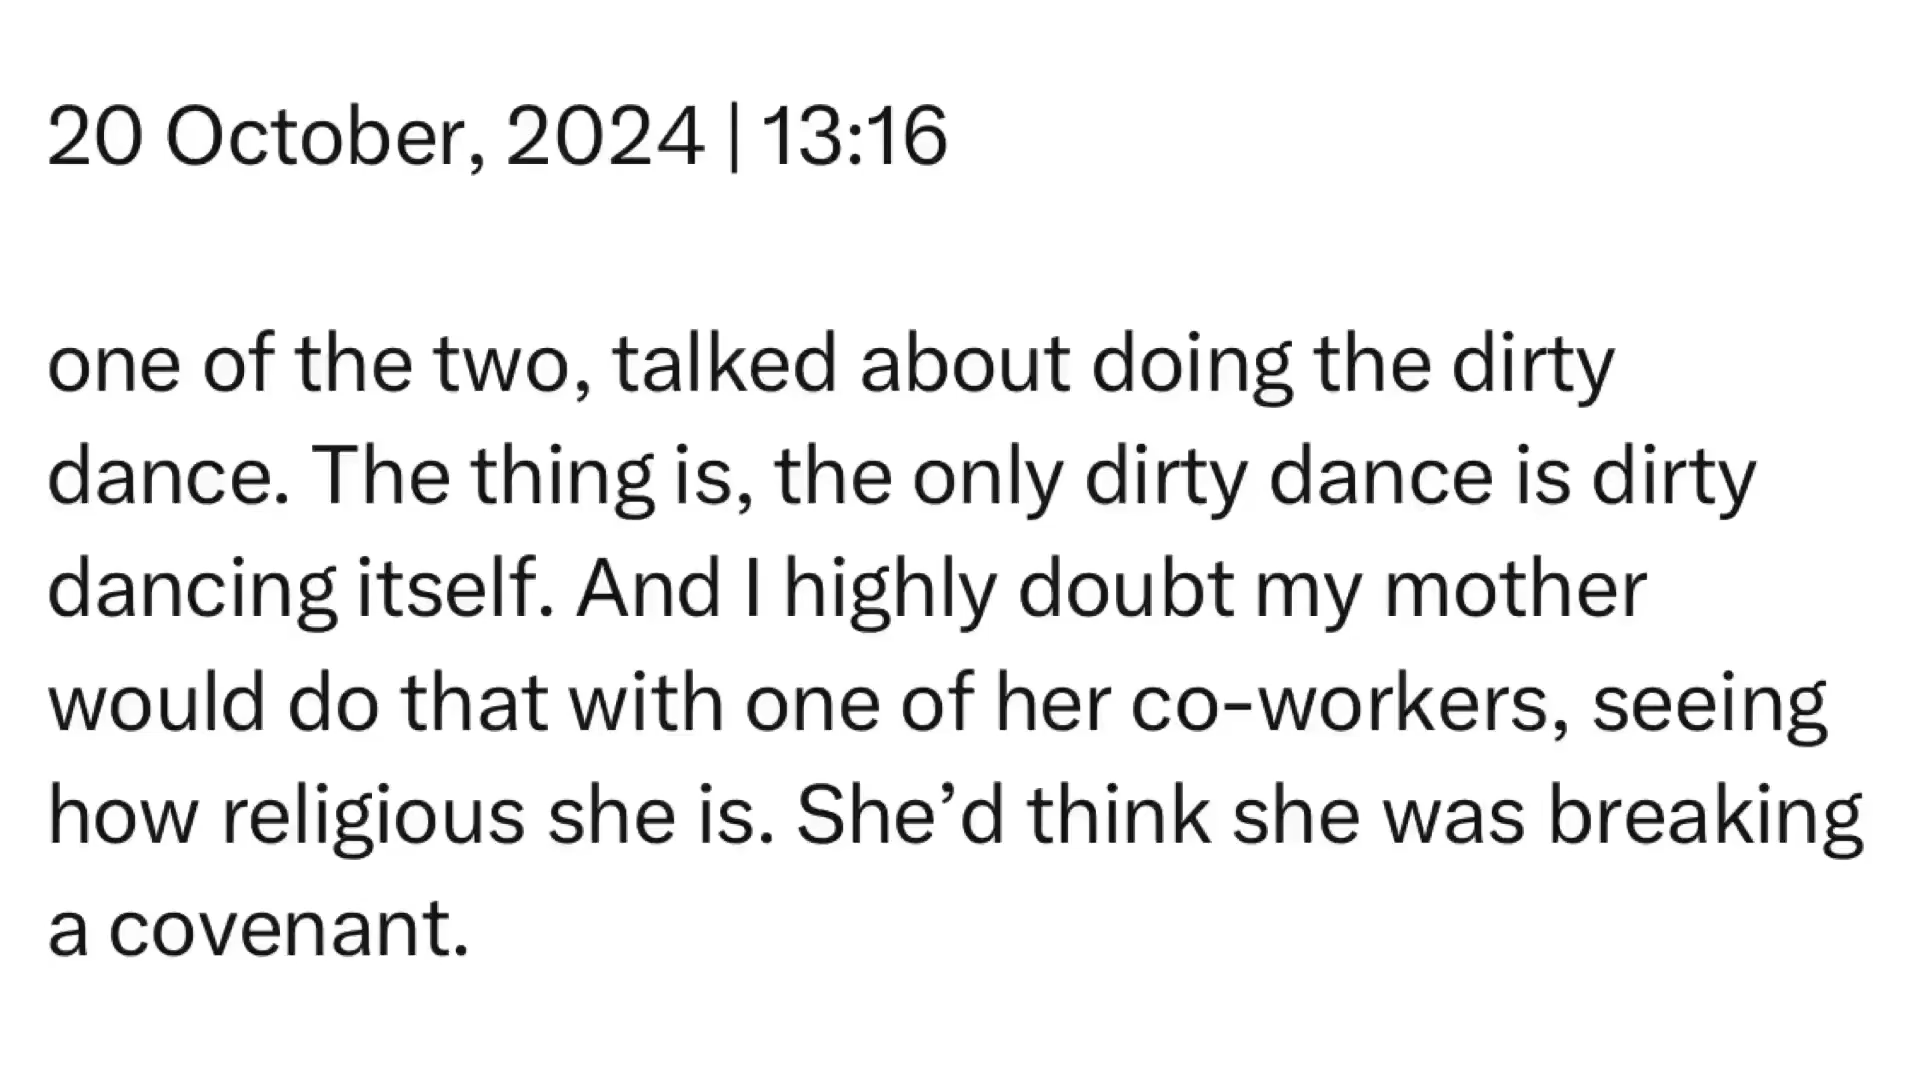 20 October, 2024 | 13:16
one of the two, talked about doing the dirty
dance. The thing is, the only dirty dance is dirty
dancing itself. And I highly doubt my mother
would do that with one of her co-workers, seeing
how religious she is. She’d think she was breaking
a covenant.